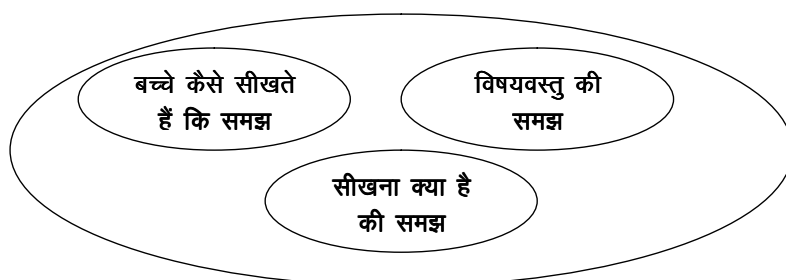 बच्चे कैसे सीखते
हैं कि समझ
विषयवस्तु की
समझ
सीखना क्या है
की समझ